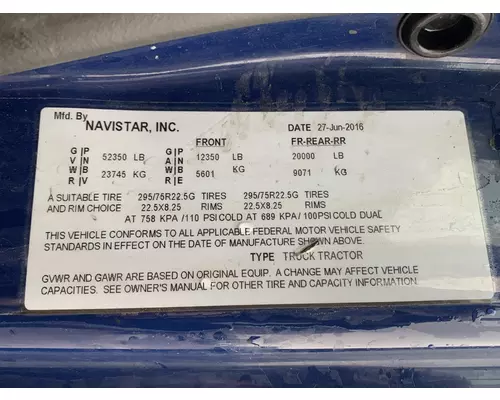 Mfd. By
NAVISTAR, INC. DATE 27-Jun-2016
FRONT FR-REAR-RR
G|P 52350 LB G|P 12350 LB 20000 LB
V|N A|N
W|B 23745 KG W|B 5601 KG 9071 KG
R|V R|E
A SUITABLE TIRE 295/75R22.5G TIRES 295/75R22.5G TIRES
AND RIM CHOICE 22.5X8.25 RIMS 22.5X8.25 RIMS
AT 758 KPA /110 PSI COLD AT 689 KPA / 100PSI COLD DUAL
THIS VEHICLE CONFORMS TO ALL APPLICABLE FEDERAL MOTOR VEHICLE SAFETY
STANDARDS IN EFFECT ON THE DATE OF MANUFACTURE SHOWN ABOVE.
TYPE TRUCK TRACTOR
GVWR AND GAWR ARE BASED ON ORIGINAL EQUIP. A CHANGE MAY AFFECT VEHICLE
CAPACITIES. SEE OWNER'S MANUAL FOR OTHER TIRE AND CAPACITY INFORMATION